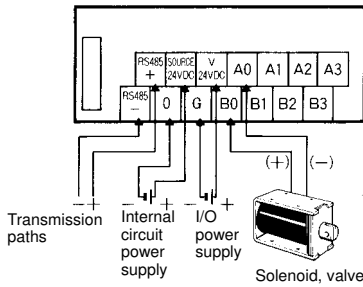 RS485 + SOURCE 24VDC V 24VDC A0 A1 A2 A3
RS485 − 0 G B0 B1 B2 B3
(+) (−)
− + − + − +
Transmission paths
Internal circuit power supply
I/O power supply
Solenoid, valve